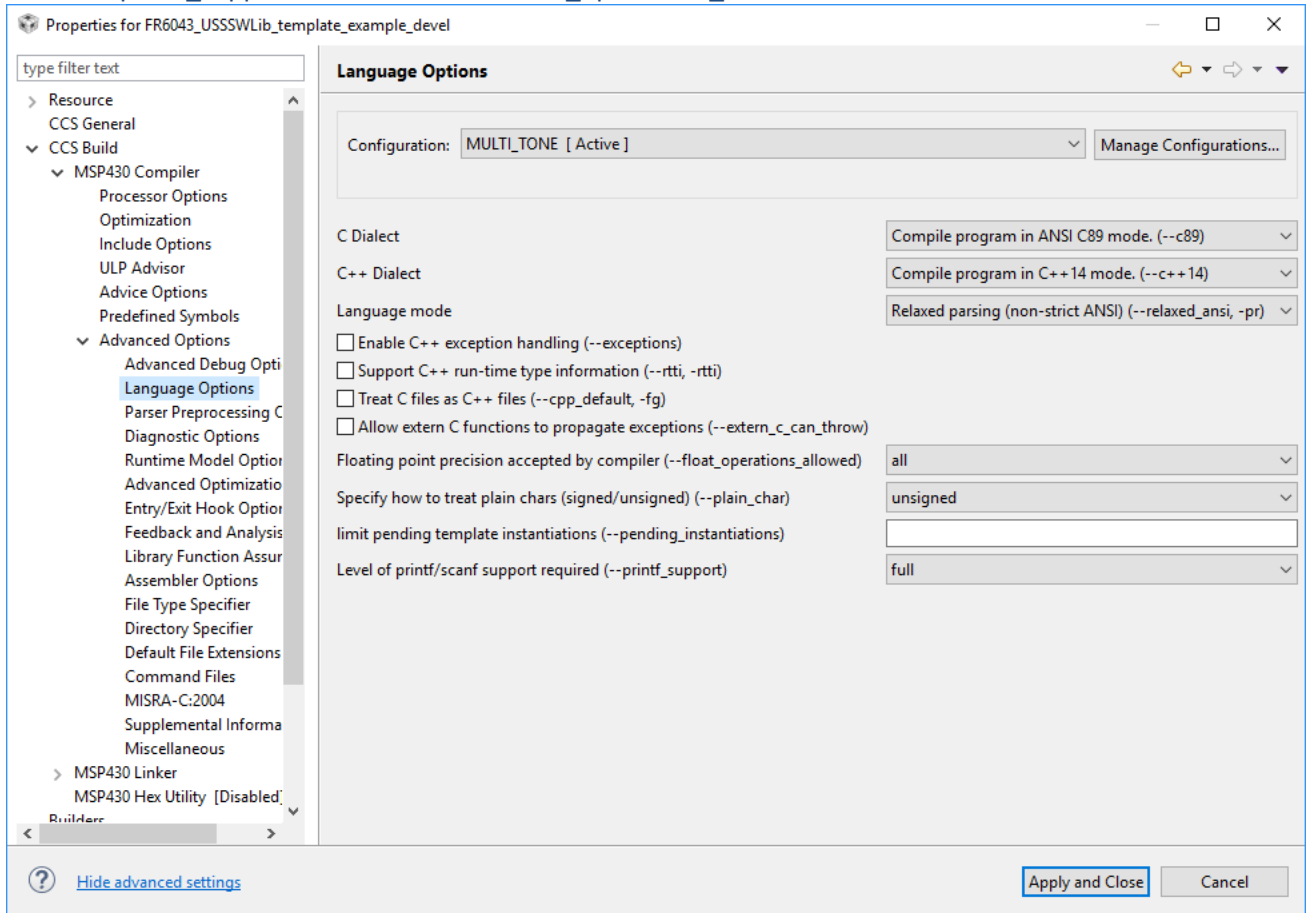 Properties for FR6043_USSSWLib_template_example_devel
type filter text
Language Options
Resource
CCS General
CCS Build
MSP430 Compiler
Processor Options
Optimization
Include Options
ULP Advisor
Advice Options
Predefined Symbols
Advanced Options
Advanced Debug Opti
Language Options
Parser Preprocessing C
Diagnostic Options
Runtime Model Option
Advanced Optimizatio
Entry/Exit Hook Option
Feedback and Analysis
Library Function Assur
Assembler Options
File Type Specifier
Directory Specifier
Default File Extensions
Command Files
MISRA-C:2004
Supplemental Informa
Miscellaneous
MSP430 Linker
MSP430 Hex Utility [Disabled]
Builders
Configuration: MULTI_TONE [ Active ] Manage Configurations...
C Dialect Compile program in ANSI C89 mode. (--c89)
C++ Dialect Compile program in C++14 mode. (--c++14)
Language mode Relaxed parsing (non-strict ANSI) (--relaxed_ansi, -pr)
Enable C++ exception handling (--exceptions)
Support C++ run-time type information (--rtti, -rtti)
Treat C files as C++ files (--cpp_default, -fg)
Allow extern C functions to propagate exceptions (--extern_c_can_throw)
Floating point precision accepted by compiler (--float_operations_allowed) all
Specify how to treat plain chars (signed/unsigned) (--plain_char) unsigned
limit pending template instantiations (--pending_instantiations)
Level of printf/scanf support required (--printf_support) full
? Hide advanced settings Apply and Close Cancel